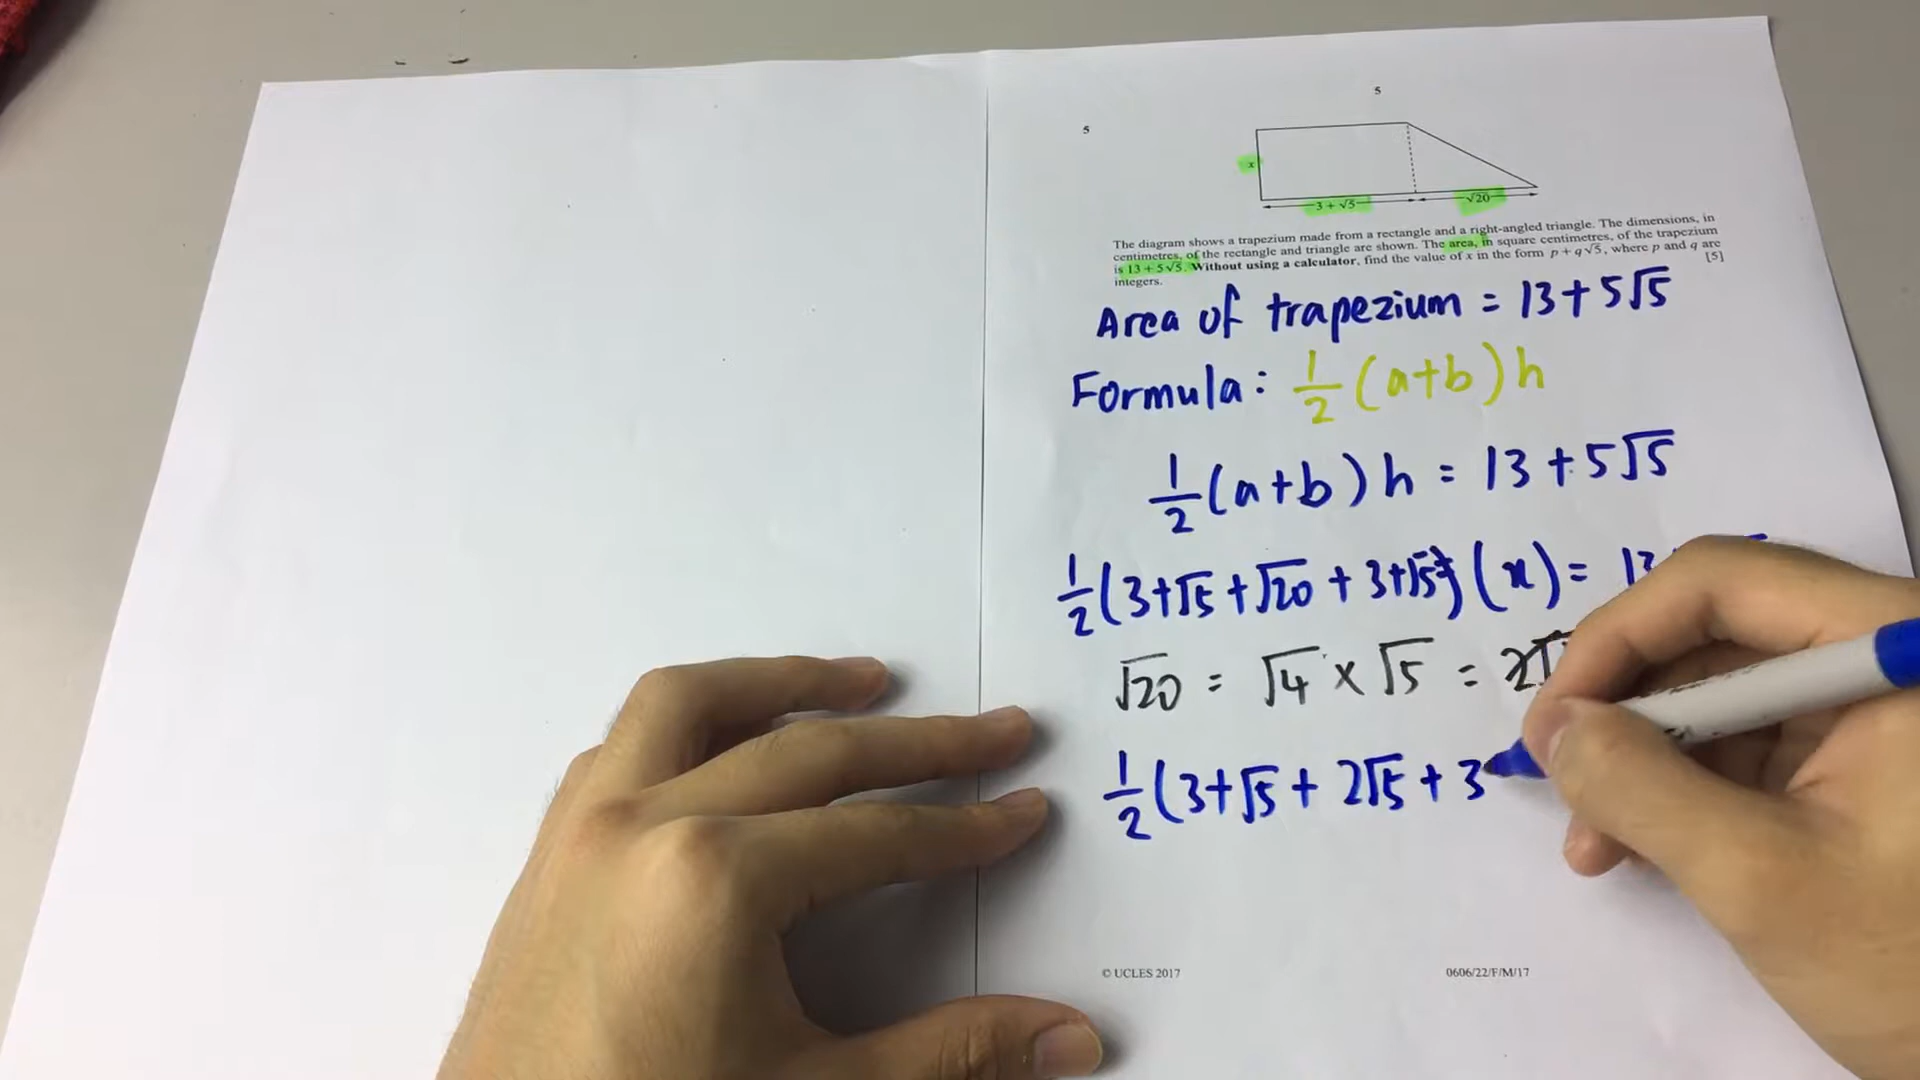 5
5
x
3 + √5
√20
The diagram shows a trapezium made from a rectangle and a right-angled triangle. The dimensions, in
centimetres, of the rectangle and triangle are shown. The area, in square centimetres, of the trapezium
is 13 + 5√5. Without using a calculator, find the value of x in the form p + q√5, where p and q are
integers. [5]
Area of trapezium = 13 + 5√5
Formula: 1/2 (a+b) h
1/2 (a+b) h = 13 + 5√5
1/2 (3+√5 + √20 + 3+√5) (x) = 13
√20 = √4 × √5 = 2√
1/2 (3+√5 + 2√5 + 3
© UCLES 2017
0606/22/F/M/17